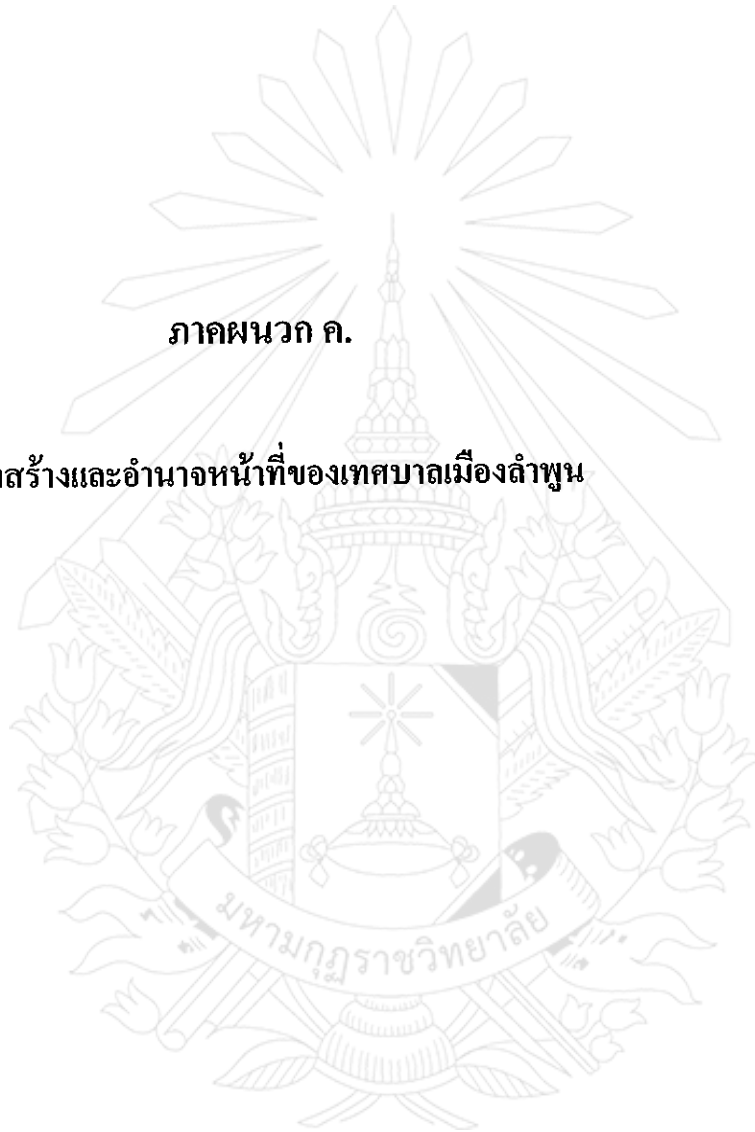 ภาคผนวก ค.
สร้างและอำนาจหน้าที่ของเทศบาลเมืองลำพูน
มหามกุฏราชวิทยาลัย